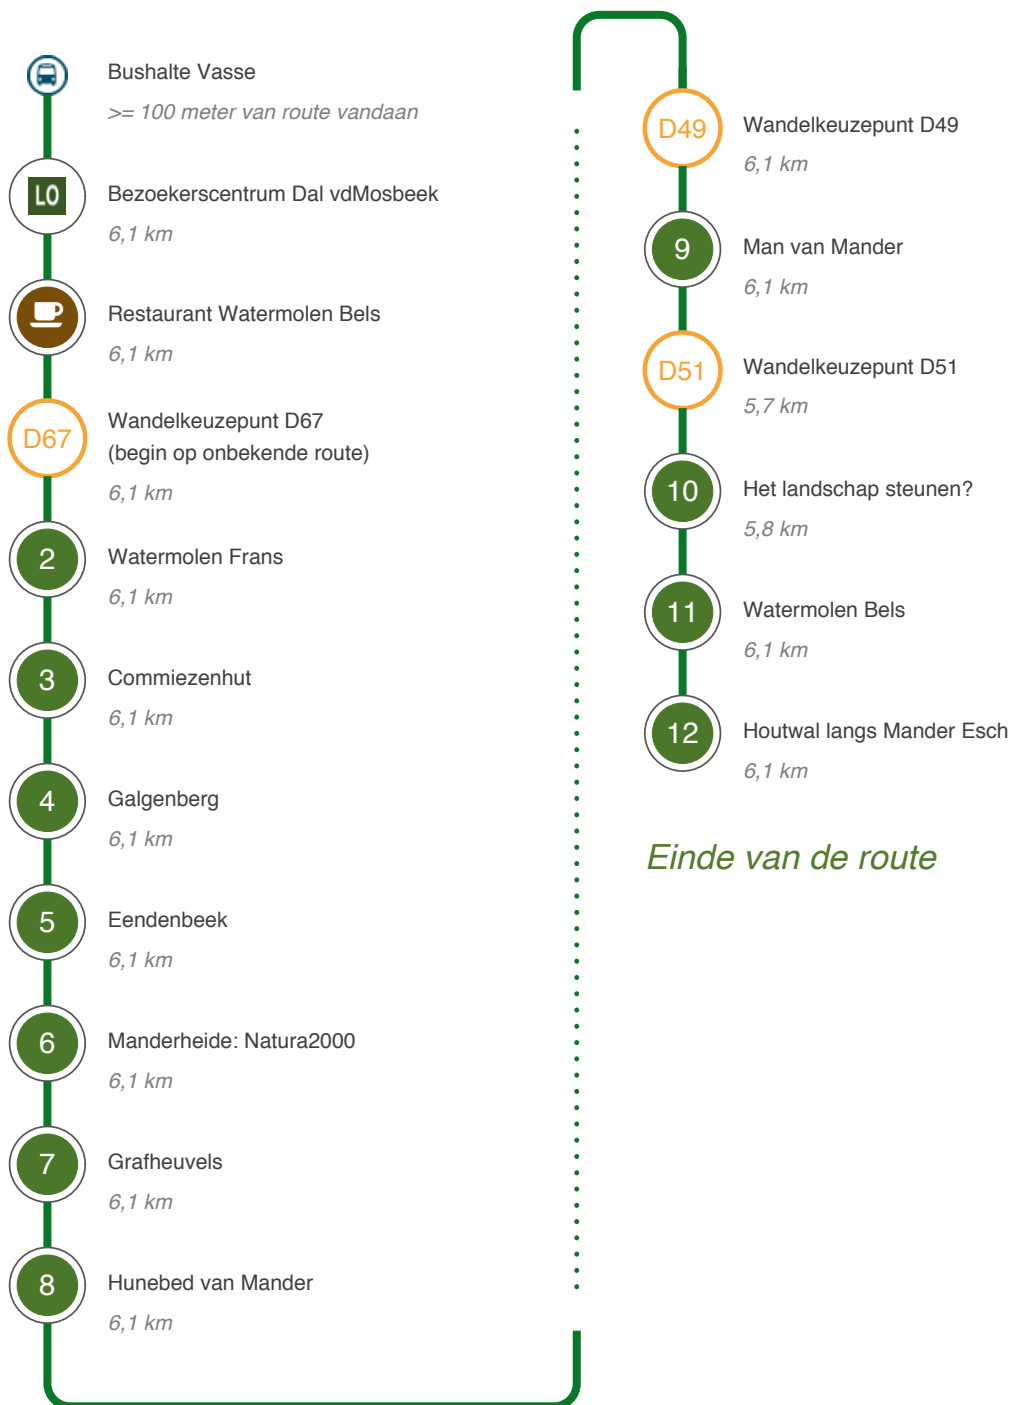 Bushalte Vasse
>= 100 meter van route vandaan
LO
Bezoekerscentrum Dal vdMosbeek
6,1 km
Restaurant Watermolen Bels
6,1 km
D67
Wandelkeuzepunt D67
(begin op onbekende route)
6,1 km
2
Watermolen Frans
6,1 km
3
Commiezenhut
6,1 km
4
Galgenberg
6,1 km
5
Eendenbeek
6,1 km
6
Manderheide: Natura2000
6,1 km
7
Grafheuvels
6,1 km
8
Hunebed van Mander
6,1 km
D49
Wandelkeuzepunt D49
6,1 km
9
Man van Mander
6,1 km
D51
Wandelkeuzepunt D51
5,7 km
10
Het landschap steunen?
5,8 km
11
Watermolen Bels
6,1 km
12
Houtwal langs Mander Esch
6,1 km
Einde van de route